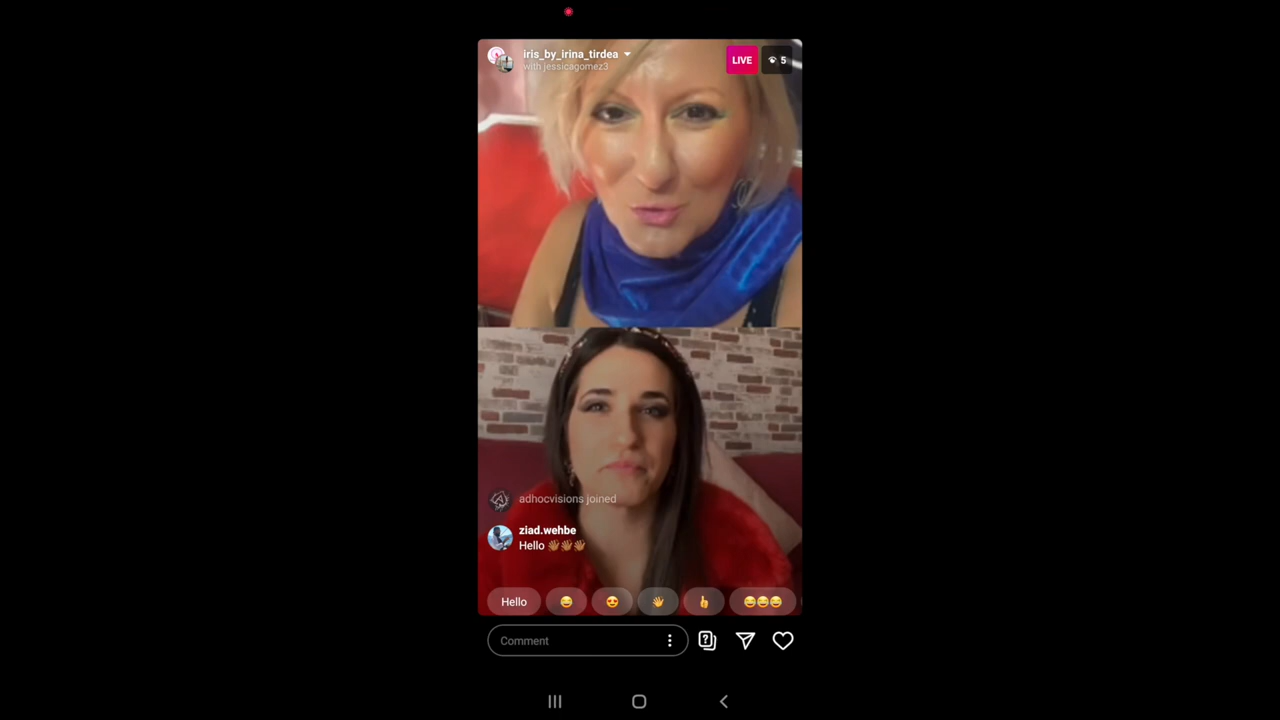 iris_by_irina_tirdea
with jessicagomez3
LIVE
5
adhocvisions joined
ziad.wehbe
Hello 👋🏽👋🏽👋🏽
Hello 😂 😍 👋 👆 😂😂😂
Comment